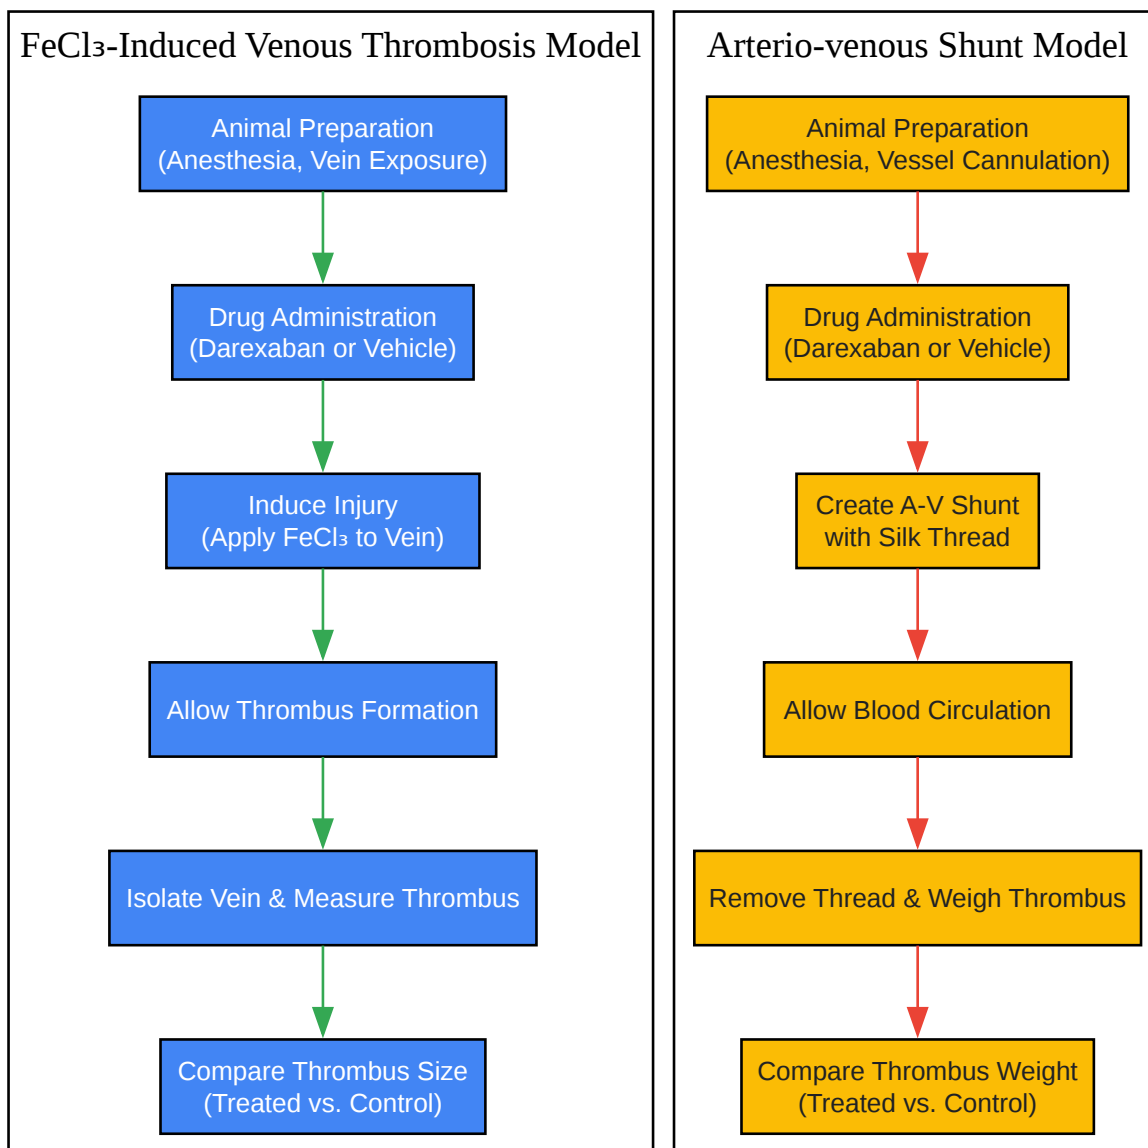 FeCl₃-Induced Venous Thrombosis Model
Animal Preparation
(Anesthesia, Vein Exposure)
Drug Administration
(Darexaban or Vehicle)
Induce Injury
(Apply FeCl₃ to Vein)
Allow Thrombus Formation
Isolate Vein & Measure Thrombus
Compare Thrombus Size
(Treated vs. Control)
Arterio-venous Shunt Model
Animal Preparation
(Anesthesia, Vessel Cannulation)
Drug Administration
(Darexaban or Vehicle)
Create A-V Shunt
with Silk Thread
Allow Blood Circulation
Remove Thread & Weigh Thrombus
Compare Thrombus Weight
(Treated vs. Control)